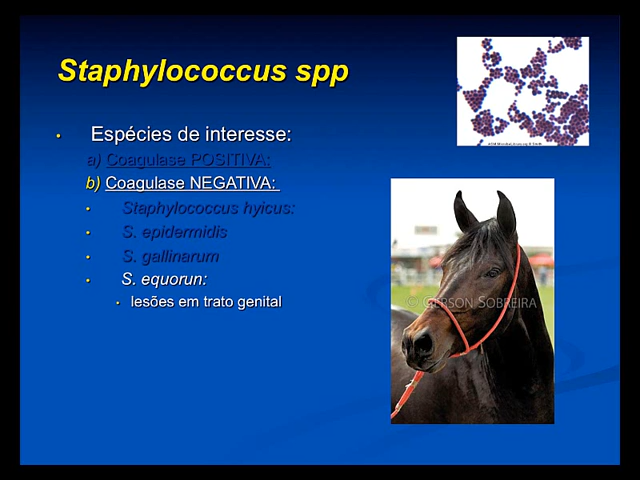 Staphylococcus spp
• Espécies de interesse:
a) Coagulase POSITIVA:
b) Coagulase NEGATIVA:
• Staphylococcus hyicus:
• S. epidermidis
• S. gallinarum
• S. equorun:
• lesões em trato genital
© GERSON SOBREIRA